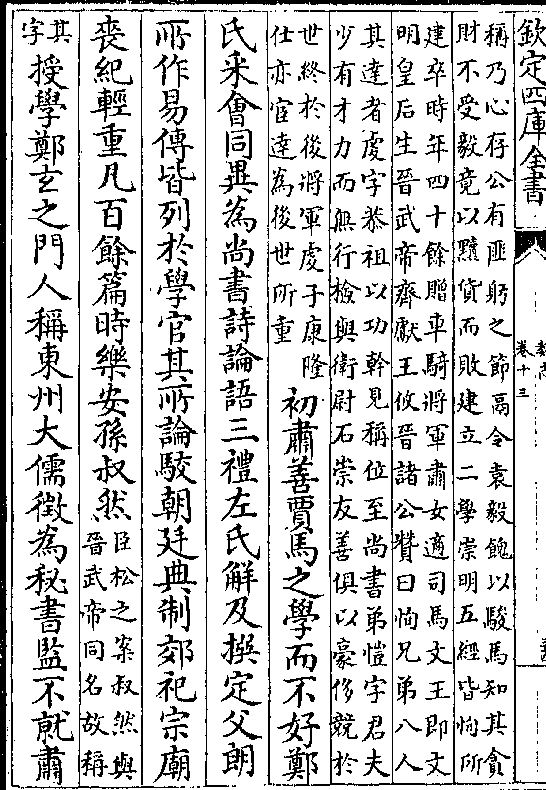 欽定四庫全書
卷十三
稱乃心存公有匪躬之節鬲令袁毅餽以駿馬知其貪
財不受毅竟以黷貨而敗建立二學崇明五經皆恂所
建卒時年四十餘贈車騎將軍肅女適司馬文王即文
明皇后生晉武帝齊獻王攸晉諸公贊曰恂兄弟八人
其達者虔字恭祖以功幹見稱位至尚書弟愷字君夫
少有才力而無行檢與衛尉石崇友善俱以豪侈競於
世終於後將軍虔子康隆
仕亦宦達為後世所重
初肅善賈馬之學而不好鄭
氏采會同異為尚書詩論語三禮左氏解及撰定父朗
所作易傳皆列於學官其所論駮朝廷典制郊祀宗廟
喪紀輕重凡百餘篇時樂安孫叔然
臣松之案叔然與
晉武帝同名故稱
其
字
授學鄭玄之門人稱東州大儒徵為秘書監不就肅